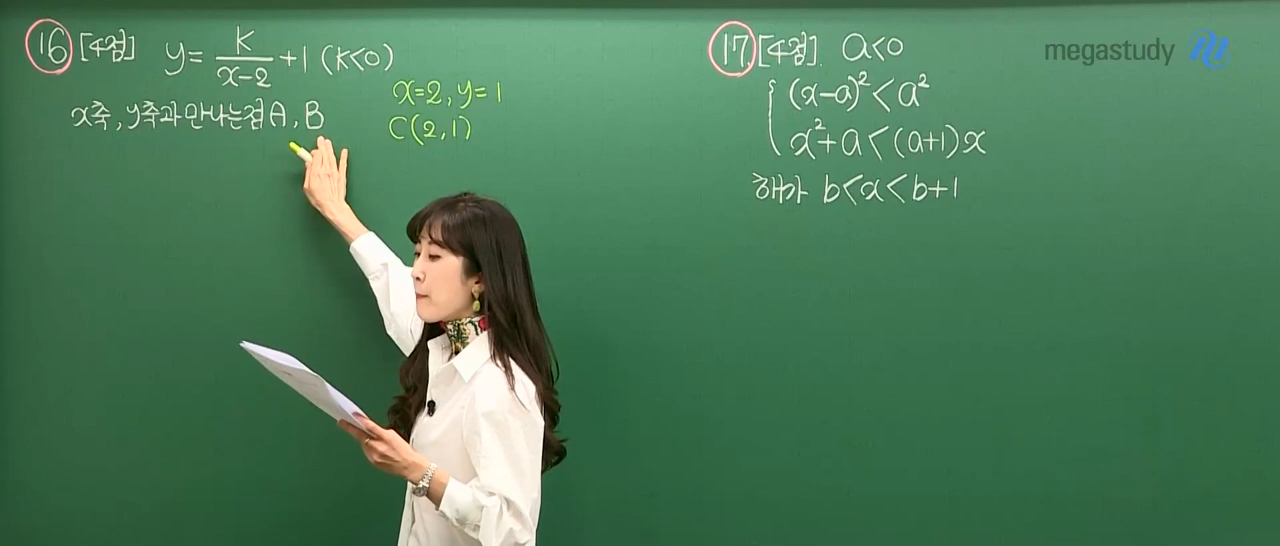 16 [4점] y = k/(x-2) + 1 (k<0)
x축, y축과 만나는 점 A, B
x=2, y=1
C(2, 1)
17. [4점]. a<0
(x-a)²<a²
x²+a<(a+1)x
해가 b<x<b+1
megastudy